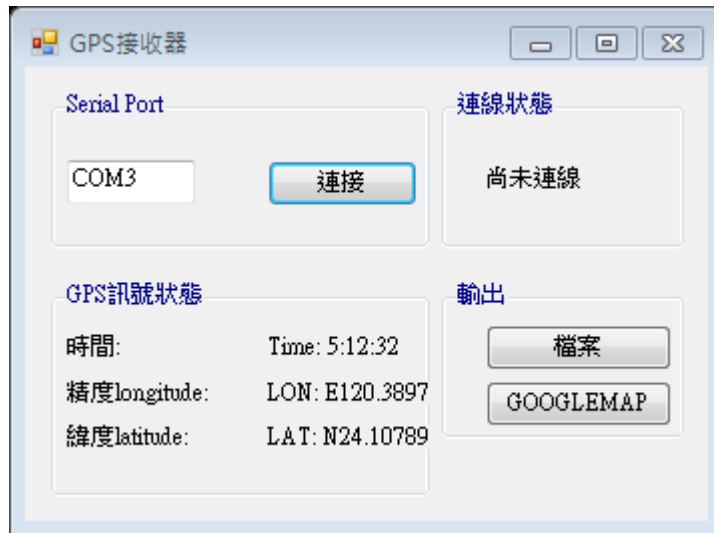 GPS接收器
Serial Port
COM3
連接
連線狀態
尚未連線
GPS訊號狀態
時間:
Time: 5:12:32
精度longitude:
LON: E120.3897
緯度latitude:
LAT: N24.10789
輸出
檔案
GOOGLEMAP